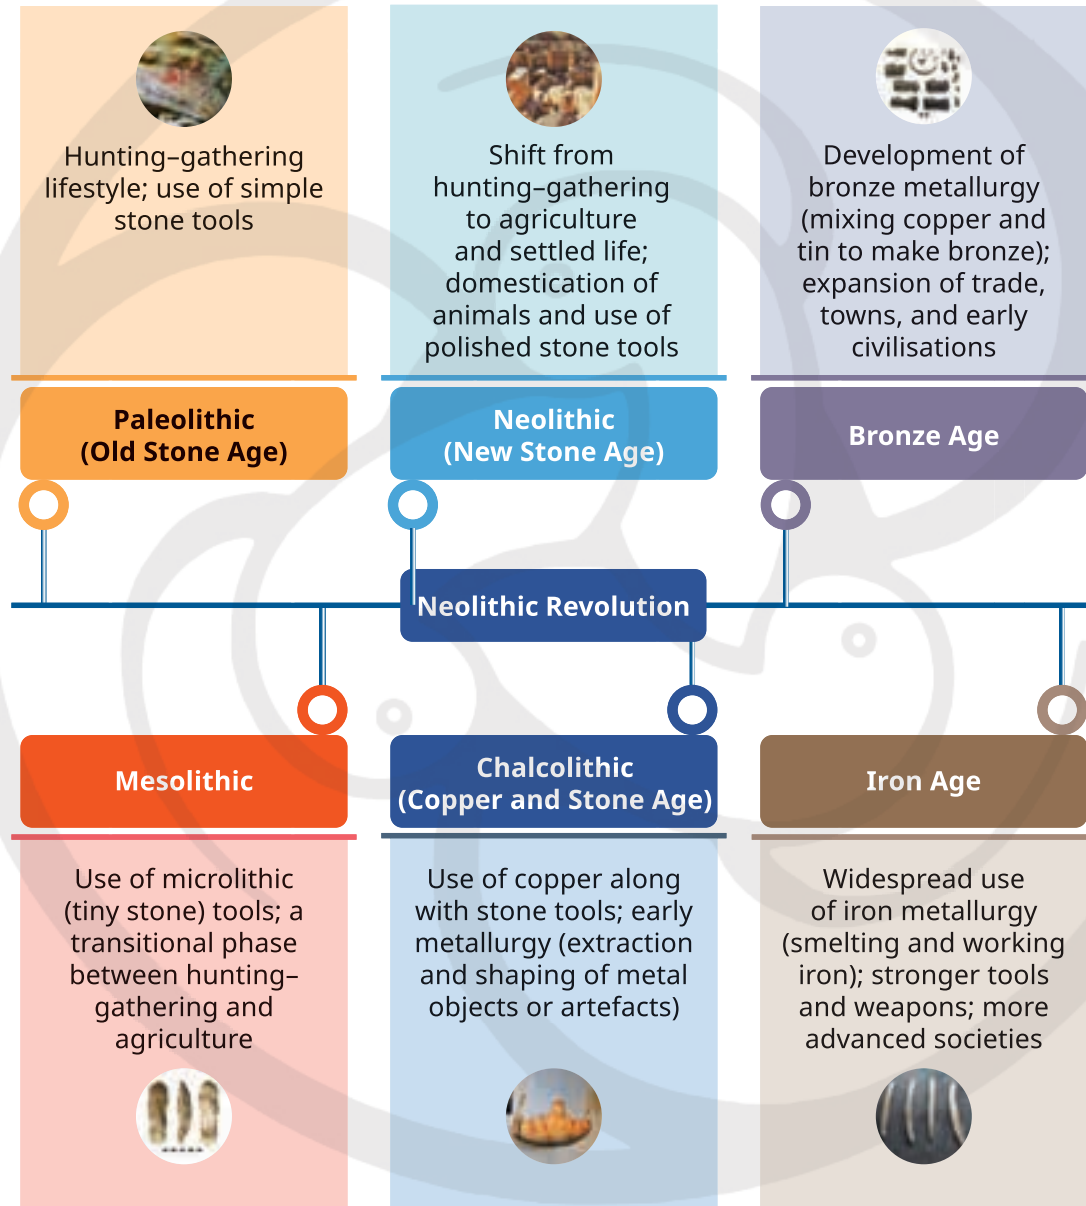 Hunting–gathering
lifestyle; use of simple
stone tools
Shift from
hunting–gathering
to agriculture
and settled life;
domestication of
animals and use of
polished stone tools
Development of
bronze metallurgy
(mixing copper and
tin to make bronze);
expansion of trade,
towns, and early
civilisations
Paleolithic
(Old Stone Age)
Neolithic
(New Stone Age)
Bronze Age
Neolithic Revolution
Mesolithic
Chalcolithic
(Copper and Stone Age)
Iron Age
Use of microlithic
(tiny stone) tools; a
transitional phase
between hunting–
gathering and
agriculture
Use of copper along
with stone tools; early
metallurgy (extraction
and shaping of metal
objects or artefacts)
Widespread use
of iron metallurgy
(smelting and working
iron); stronger tools
and weapons; more
advanced societies